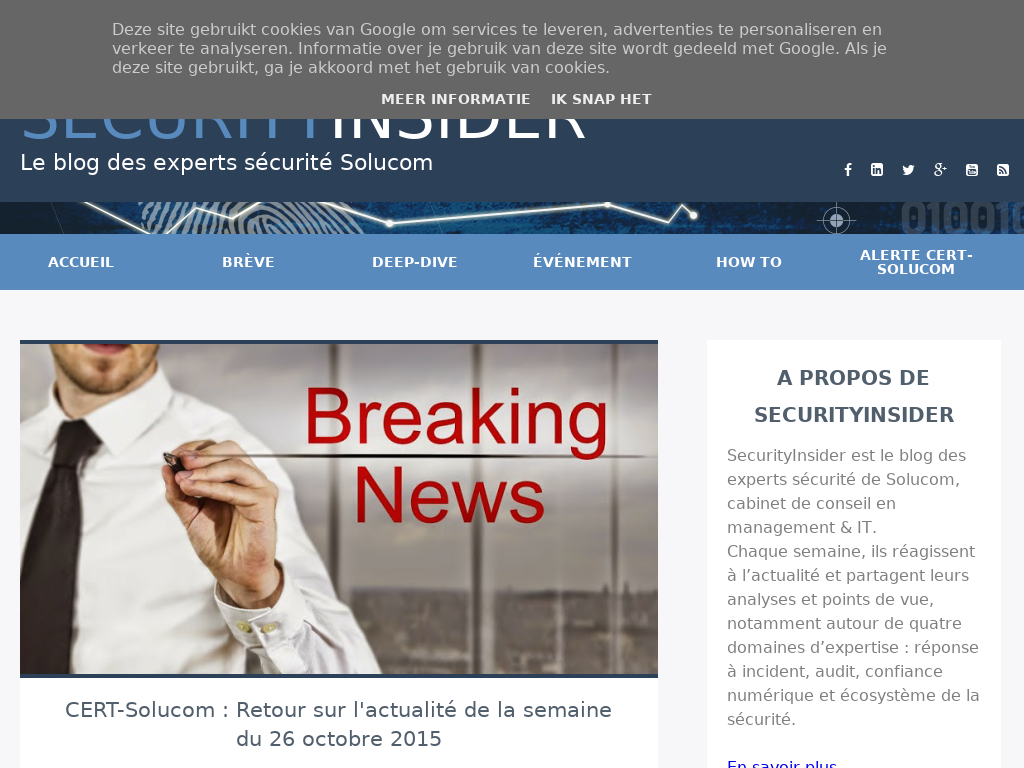 Deze site gebruikt cookies van Google om services te leveren, advertenties te personaliseren en
verkeer te analyseren. Informatie over je gebruik van deze site wordt gedeeld met Google. Als je
deze site gebruikt, ga je akkoord met het gebruik van cookies.
MEER INFORMATIE IK SNAP HET
SECURITYINSIDER
Le blog des experts sécurité Solucom
010010
ACCUEIL BRÈVE DEEP-DIVE ÉVÉNEMENT HOW TO ALERTE CERT-
SOLUCOM
Breaking
News
CERT-Solucom : Retour sur l'actualité de la semaine
du 26 octobre 2015
A PROPOS DE
SECURITYINSIDER
SecurityInsider est le blog des
experts sécurité de Solucom,
cabinet de conseil en
management & IT.
Chaque semaine, ils réagissent
à l’actualité et partagent leurs
analyses et points de vue,
notamment autour de quatre
domaines d’expertise : réponse
à incident, audit, confiance
numérique et écosystème de la
sécurité.
En savoir plus